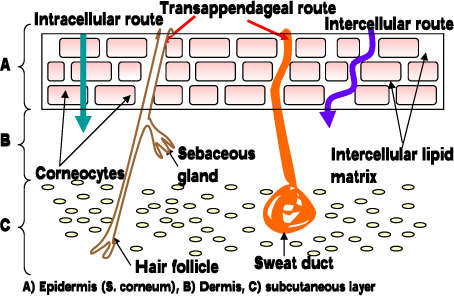 Transappendageal route
Intracellular route
Intercellular route
A
B
Sebaceous
gland
Corneocytes
Intercellular lipid
matrix
C
Hair follicle
Sweat duct
A) Epidermis (S. corneum), B) Dermis, C) subcutaneous layer